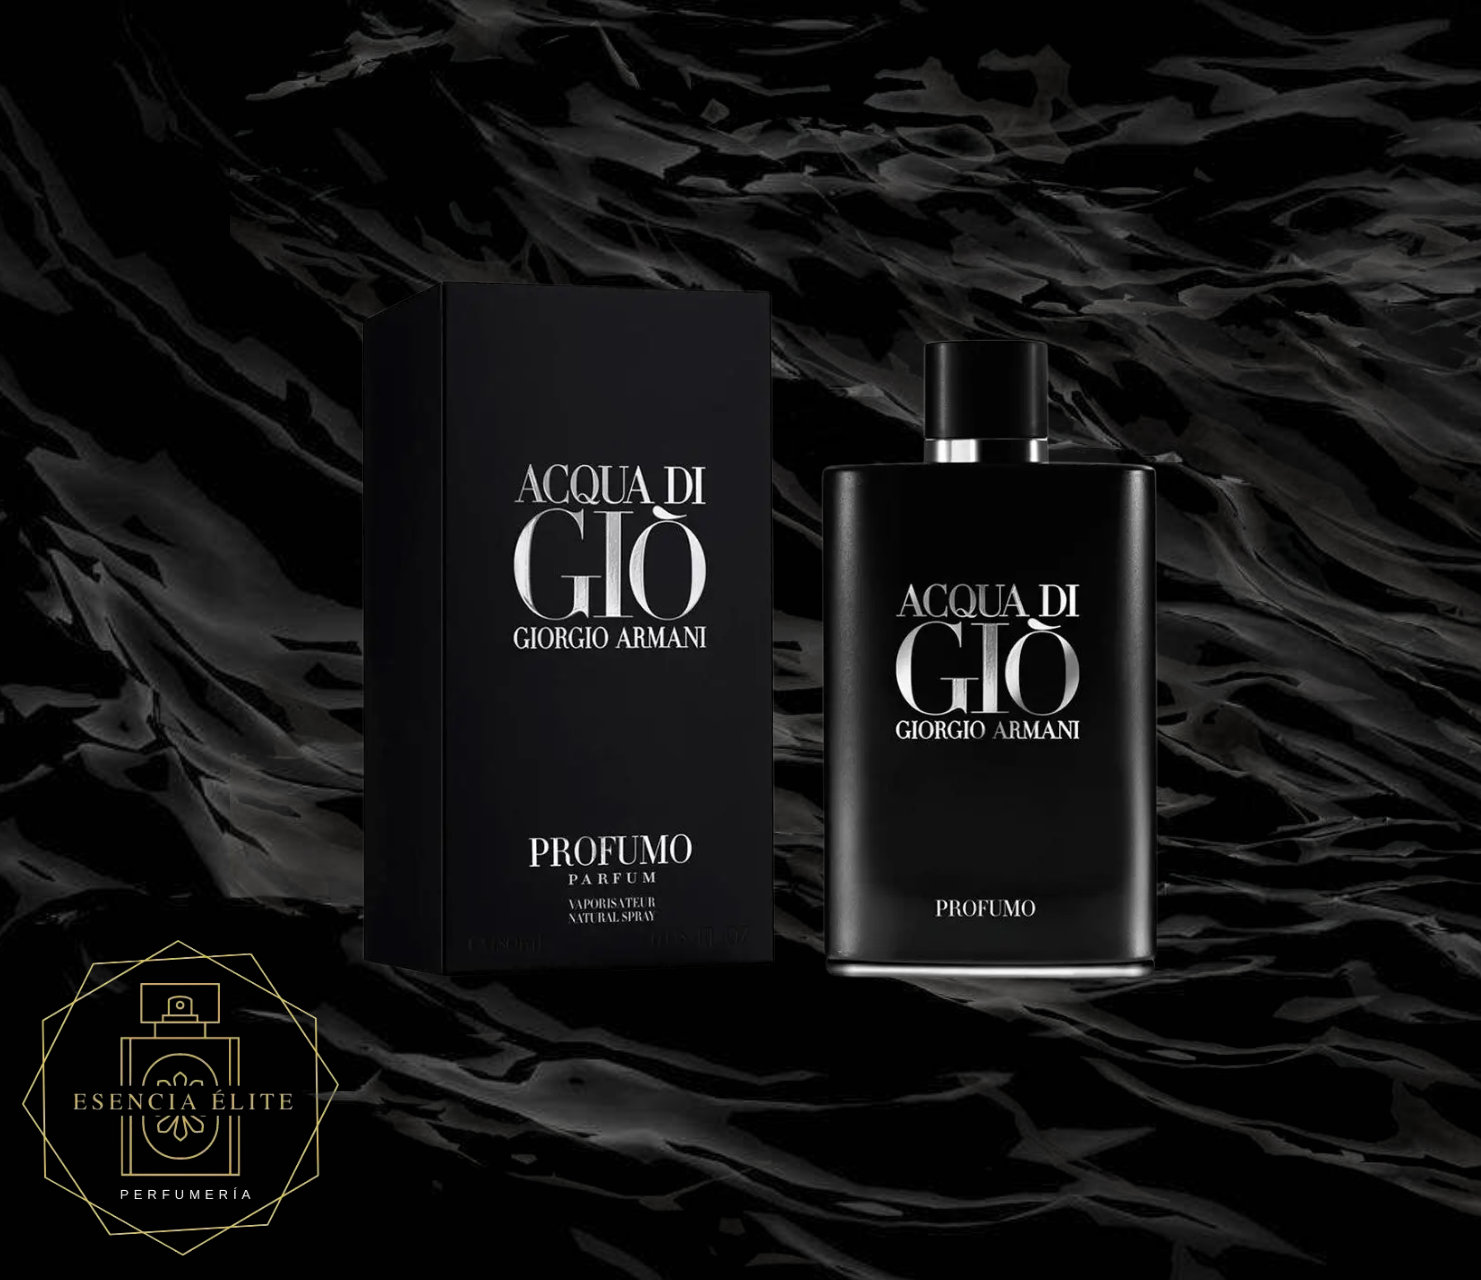 ACQUA DI
GIÒ
GIORGIO ARMANI
PROFUMO
PARFUM
VAPORISATEUR
NATURAL SPRAY
ACQUA DI
GIÒ
GIORGIO ARMANI
PROFUMO
ESENCIA ÉLITE
PERFUMERÍA